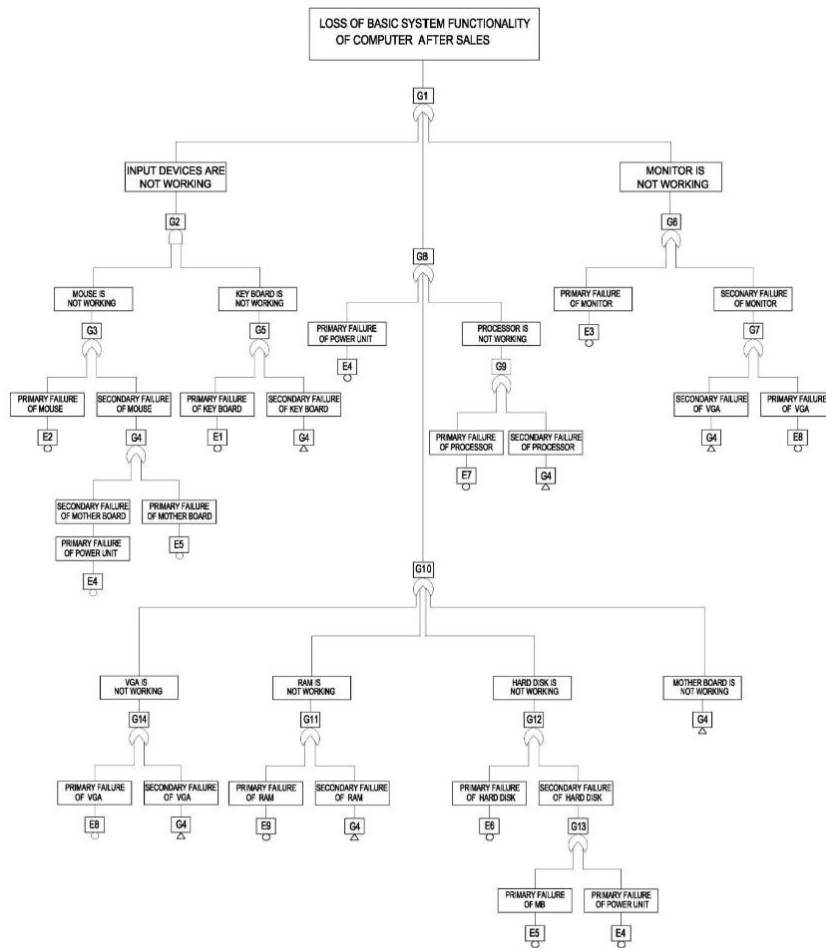 LOSS OF BASIC SYSTEM FUNCTIONALITY
OF COMPUTER AFTER SALES
G1
INPUT DEVICES ARE
NOT WORKING
MONITOR IS
NOT WORKING
G2
G8
G6
MOUSE IS
NOT WORKING
KEY BOARD IS
NOT WORKING
PRIMARY FAILURE
OF MONITOR
SECONARY FAILURE
OF MONITOR
G3
G5
PRIMARY FAILURE
OF POWER UNIT
PROCESSOR IS
NOT WORKING
E3
G7
E4
G9
PRIMARY FAILURE
OF MOUSE
SECONDARY FAILURE
OF MOUSE
PRIMARY FAILURE
OF KEY BOARD
SECONDARY FAILURE
OF KEY BOARD
SECONDARY FAILURE
OF VGA
PRIMARY FAILURE
OF VGA
E2
G4
E1
G4
PRIMARY FAILURE
OF PROCESSOR
SECONDARY FAILURE
OF PROCESSOR
G4
E8
E7
G4
SECONDARY FAILURE
OF MOTHER BOARD
PRIMARY FAILURE
OF MOTHER BOARD
PRIMARY FAILURE
OF POWER UNIT
E5
E4
G10
VGA IS
NOT WORKING
RAM IS
NOT WORKING
HARD DISK IS
NOT WORKING
MOTHER BOARD IS
NOT WORKING
G14
G11
G12
G4
PRIMARY FAILURE
OF VGA
SECONDARY FAILURE
OF VGA
PRIMARY FAILURE
OF RAM
SECONDARY FAILURE
OF RAM
PRIMARY FAILURE
OF HARD DISK
SECONDARY FAILURE
OF HARD DISK
E8
G4
E9
G4
E6
G13
PRIMARY FAILURE
OF MB
PRIMARY FAILURE
OF POWER UNIT
E5
E4